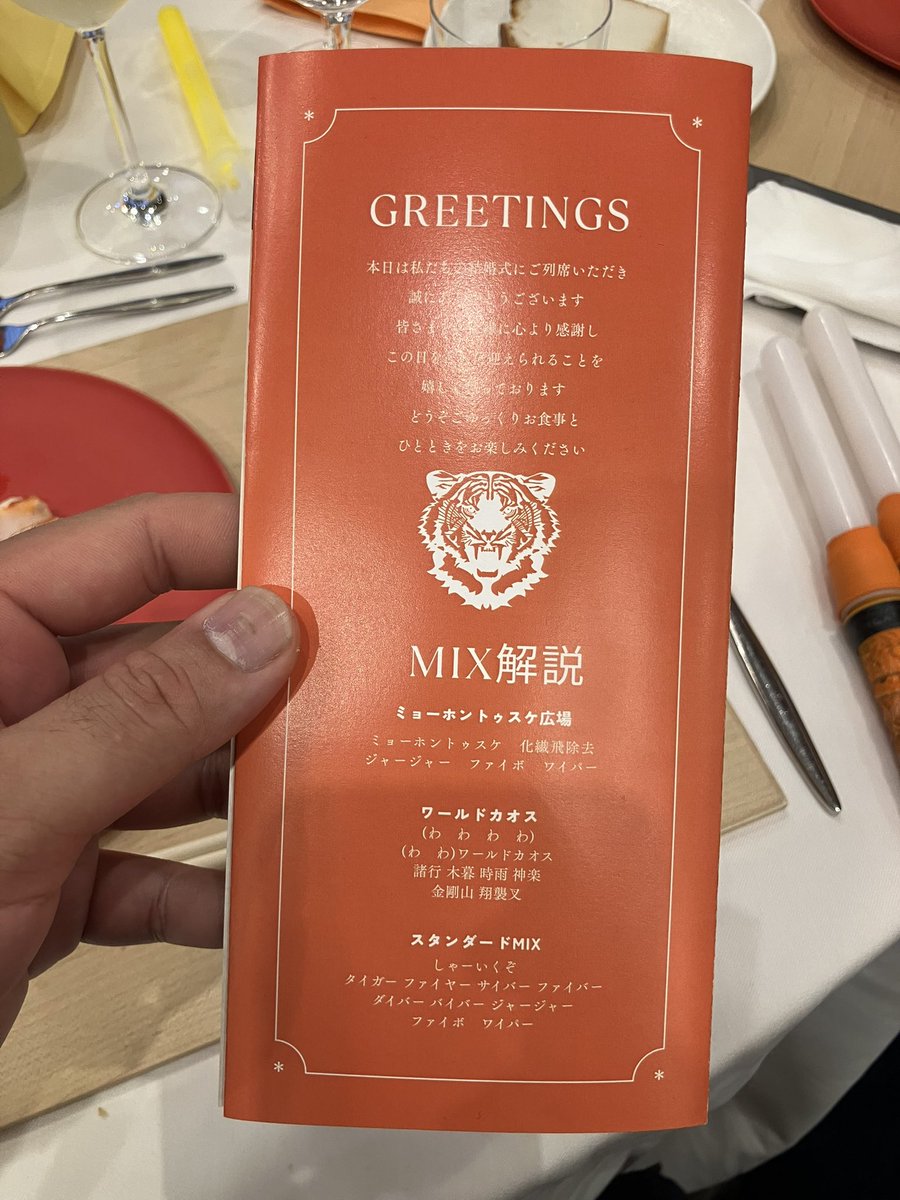 GREETINGS
本日は私たちの結婚式にご列席いただき
誠にありがとうございます
皆さま に心より感謝し
この日を 迎えられることを
嬉し っております
どうぞごゆっくりお食事と
ひとときをお楽しみください
MIX解説
ミョーホントゥスケ広場
ミョーホントゥスケ 化繊飛除去
ジャージャー ファイボ ワイパー
ワールドカオス
(わ わ わ わ)
(わ わ)ワールドカオス
諸行 木暮 時雨 神楽
金剛山 翔襲叉
スタンダードMIX
しゃーいくぞ
タイガー ファイヤー サイバー ファイバー
ダイバー バイバー ジャージャー
ファイボ ワイパー